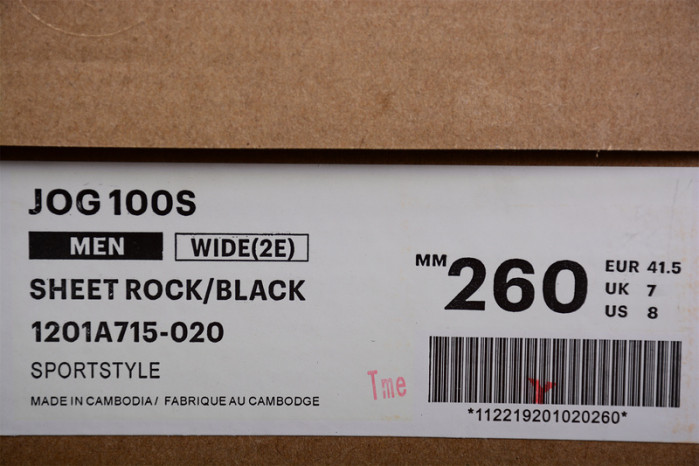 JOG 100S
MEN WIDE(2E)
SHEET ROCK/BLACK
1201A715-020
SPORTSTYLE
MADE IN CAMBODIA / FABRIQUE AU CAMBODGE
MM 260
EUR 41.5
UK 7
US 8
Tme
*112219201020260*